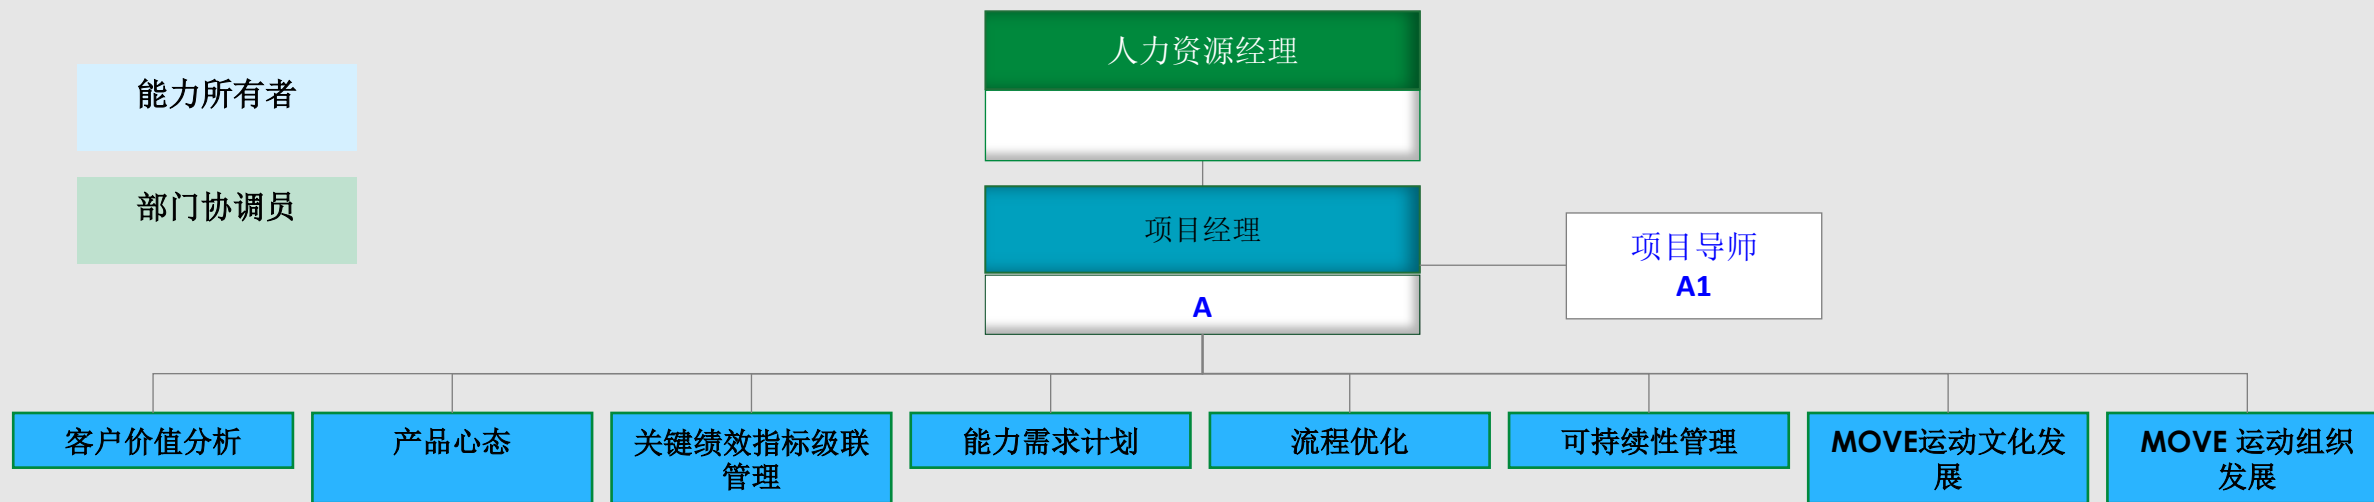 人力资源经理
能力所有者
部门协调员
项目经理
项目导师
A1
A
客户价值分析
产品心态
关键绩效指标级联
管理
能力需求计划
流程优化
可持续性管理
MOVE运动文化发
展
MOVE 运动组织
发展